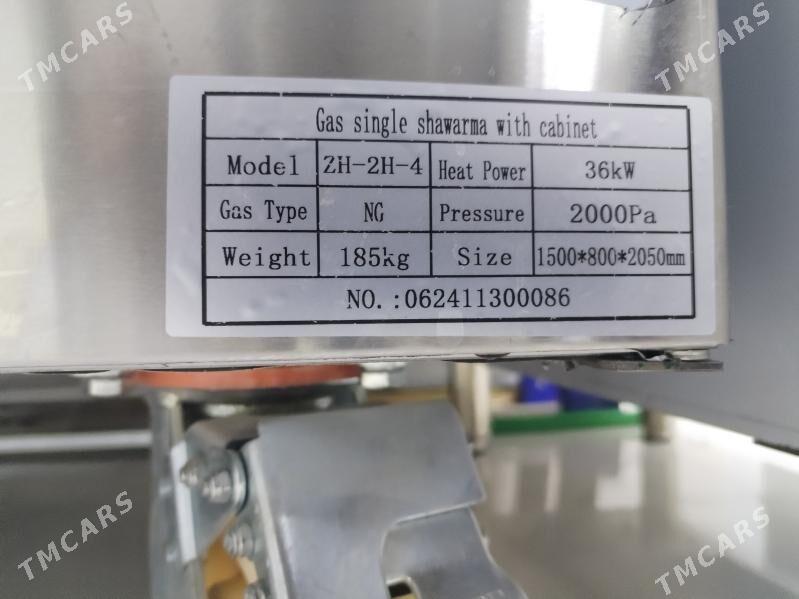 TMCARS
TMCARS
Gas single shawarma with cabinet
Model ZH-2H-4 Heat Power 36kW
Gas Type NG Pressure 2000Pa
Weight 185kg Size 1500*800*2050mm
NO.:062411300086
TMCARS
TMCARS